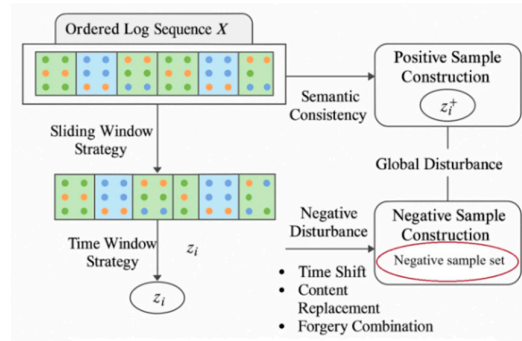 Ordered Log Sequence X
Positive Sample
Construction
z_i^+
Semantic
Consistency
Sliding Window
Strategy
Global Disturbance
Negative
Disturbance
Negative Sample
Construction
Negative sample set
Time Window
Strategy
z_i
z_i
• Time Shift
• Content
Replacement
• Forgery Combination